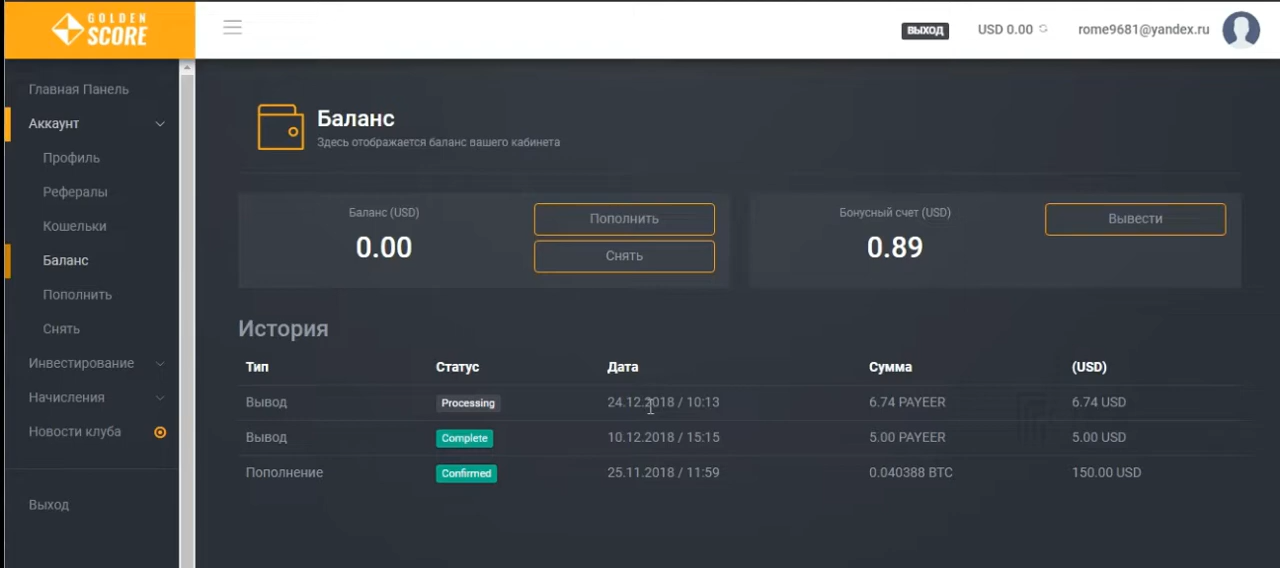 GOLDEN
SCORE
выход
USD 0.00
rome9681@yandex.ru
Главная Панель
Аккаунт
Профиль
Рефералы
Кошельки
Баланс
Пополнить
Снять
Инвестирование
Начисления
Новости клуба
Выход
Баланс
Здесь отображается баланс вашего кабинета
Баланс (USD)
0.00
Пополнить
Снять
Бонусный счет (USD)
0.89
Вывести
История
Тип Статус Дата Сумма (USD)
Вывод Processing 24.12.2018 / 10:13 6.74 PAYEER 6.74 USD
Вывод Complete 10.12.2018 / 15:15 5.00 PAYEER 5.00 USD
Пополнение Confirmed 25.11.2018 / 11:59 0.040388 BTC 150.00 USD